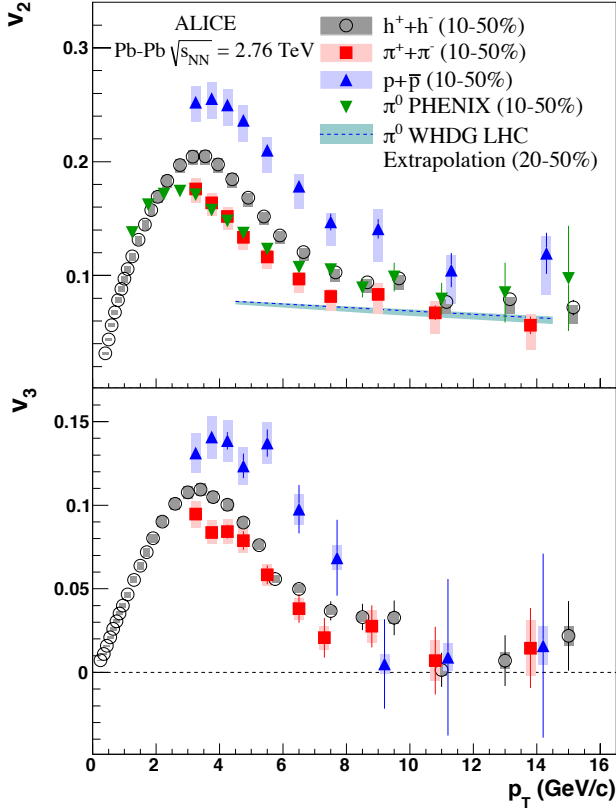 v₂
ALICE
Pb-Pb √s_NN = 2.76 TeV
h⁺+h⁻ (10-50%)
π⁺+π⁻ (10-50%)
p+p̅ (10-50%)
π⁰ PHENIX (10-50%)
π⁰ WHDG LHC
Extrapolation (20-50%)
0.3
0.2
0.1
v₃
0.15
0.1
0.05
0
0 2 4 6 8 10 12 14 16
p_T (GeV/c)